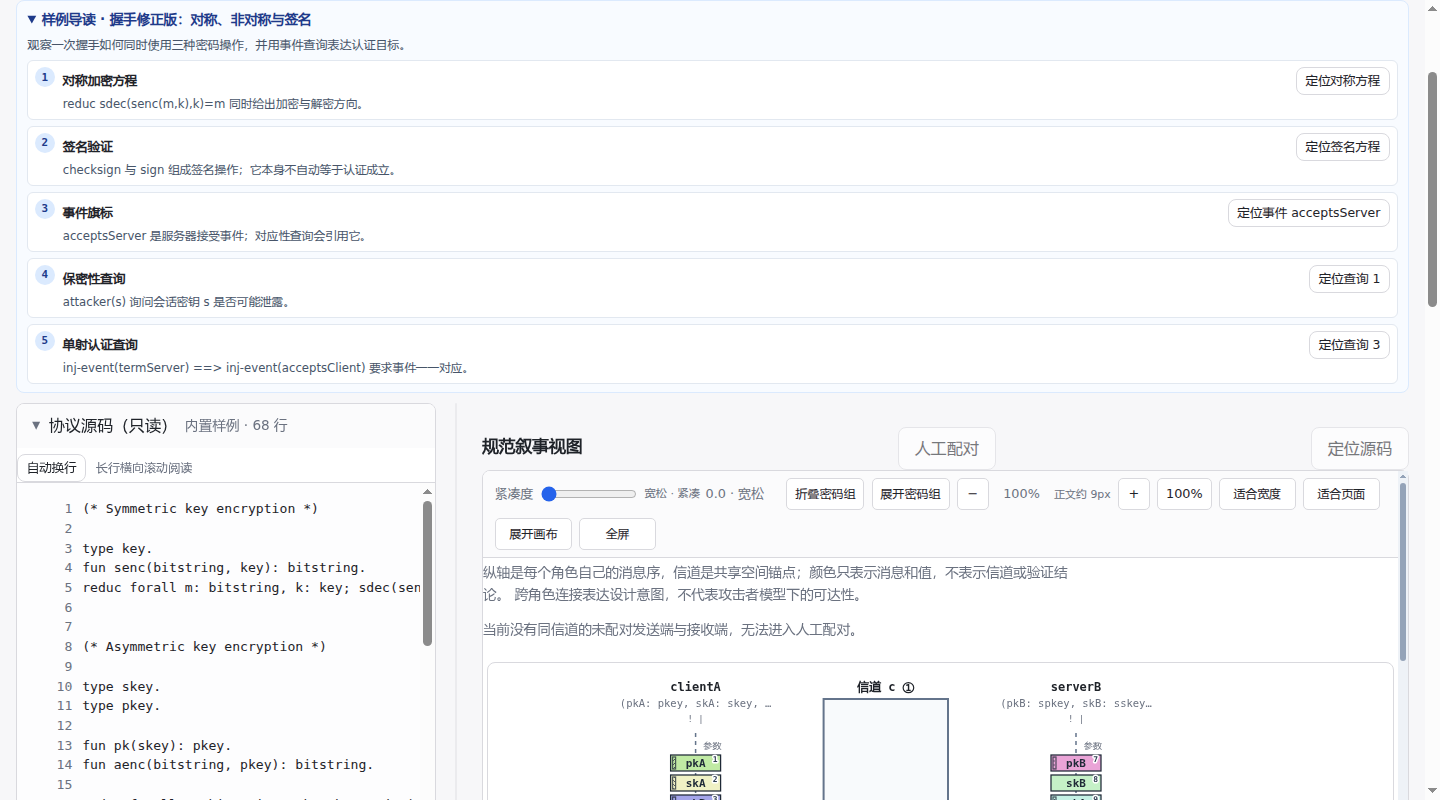 ▼ 样例导读 · 握手修正版：对称、非对称与签名
观察一次握手如何同时使用三种密码操作，并用事件查询表达认证目标。
1 对称加密方程
定位对称方程
reduc sdec(senc(m,k),k)=m 同时给出加密与解密方向。
2 签名验证
定位签名方程
checksign 与 sign 组成签名操作；它本身不自动等于认证成立。
3 事件旗标
定位事件 acceptsServer
acceptsServer 是服务器接受事件；对应性查询会引用它。
4 保密性查询
定位查询 1
attacker(s) 询问会话密钥 s 是否可能泄露。
5 单射认证查询
定位查询 3
inj-event(termServer) ==> inj-event(acceptsClient) 要求事件一一对应。
▼ 协议源码（只读） 内置样例 · 68 行
自动换行 长行横向滚动阅读
1 (* Symmetric key encryption *)
2
3 type key.
4 fun senc(bitstring, key): bitstring.
5 reduc forall m: bitstring, k: key; sdec(sen
6
7
8 (* Asymmetric key encryption *)
9
10 type skey.
11 type pkey.
12
13 fun pk(skey): pkey.
14 fun aenc(bitstring, pkey): bitstring.
15
规范叙事视图
人工配对
定位源码
紧凑度 宽松 · 紧凑 0.0 · 宽松 折叠密码组 展开密码组 − 100% 正文约 9px + 100% 适合宽度 适合页面
展开画布 全屏
纵轴是每个角色自己的消息序，信道是共享空间锚点；颜色只表示消息和值，不表示信道或验证结
论。 跨角色连接表达设计意图，不代表攻击者模型下的可达性。
当前没有同信道的未配对发送端与接收端，无法进入人工配对。
clientA 信道 c ① serverB
(pkA: pkey, skA: skey, … (pkB: spkey, skB: sskey…
! | ! |
参数 参数
pkA 1 pkB 7
skA 2 skB 8